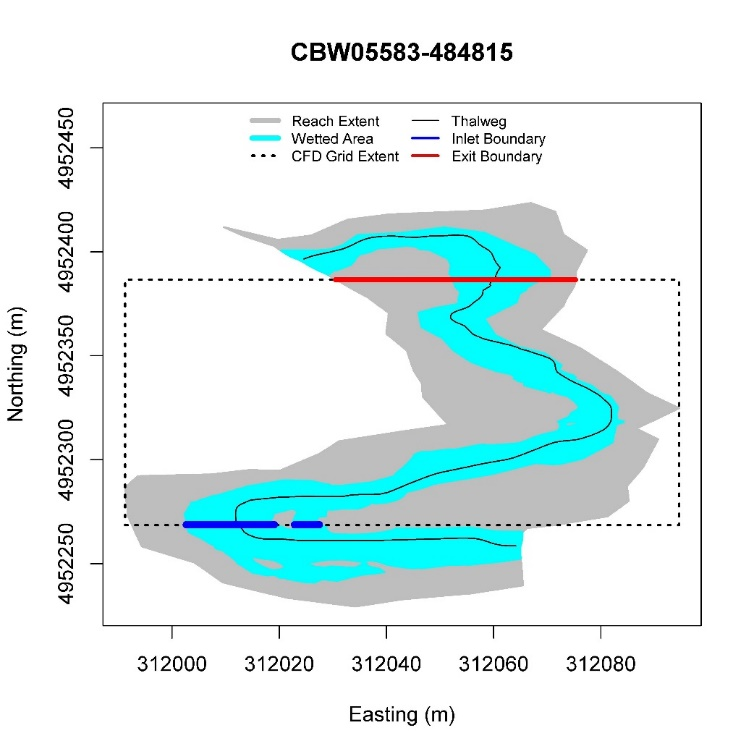 CBW05583-484815
Reach Extent
Wetted Area
CFD Grid Extent
Thalweg
Inlet Boundary
Exit Boundary
4952450
4952400
4952350
4952300
4952250
Northing (m)
312000 312020 312040 312060 312080
Easting (m)